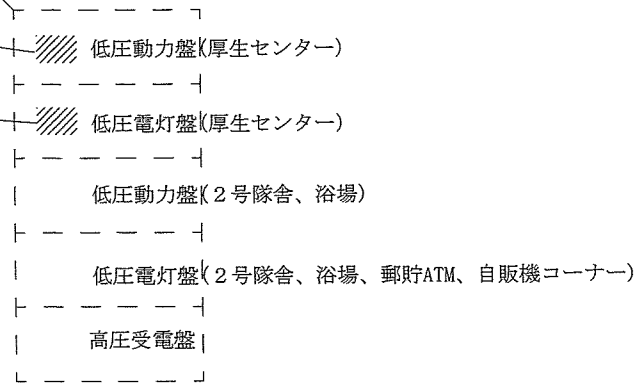 低圧動力盤(厚生センター)
低圧電灯盤(厚生センター)
低圧動力盤(２号隊舎、浴場)
低圧電灯盤(２号隊舎、浴場、郵貯ATM、自販機コーナー)
高圧受電盤